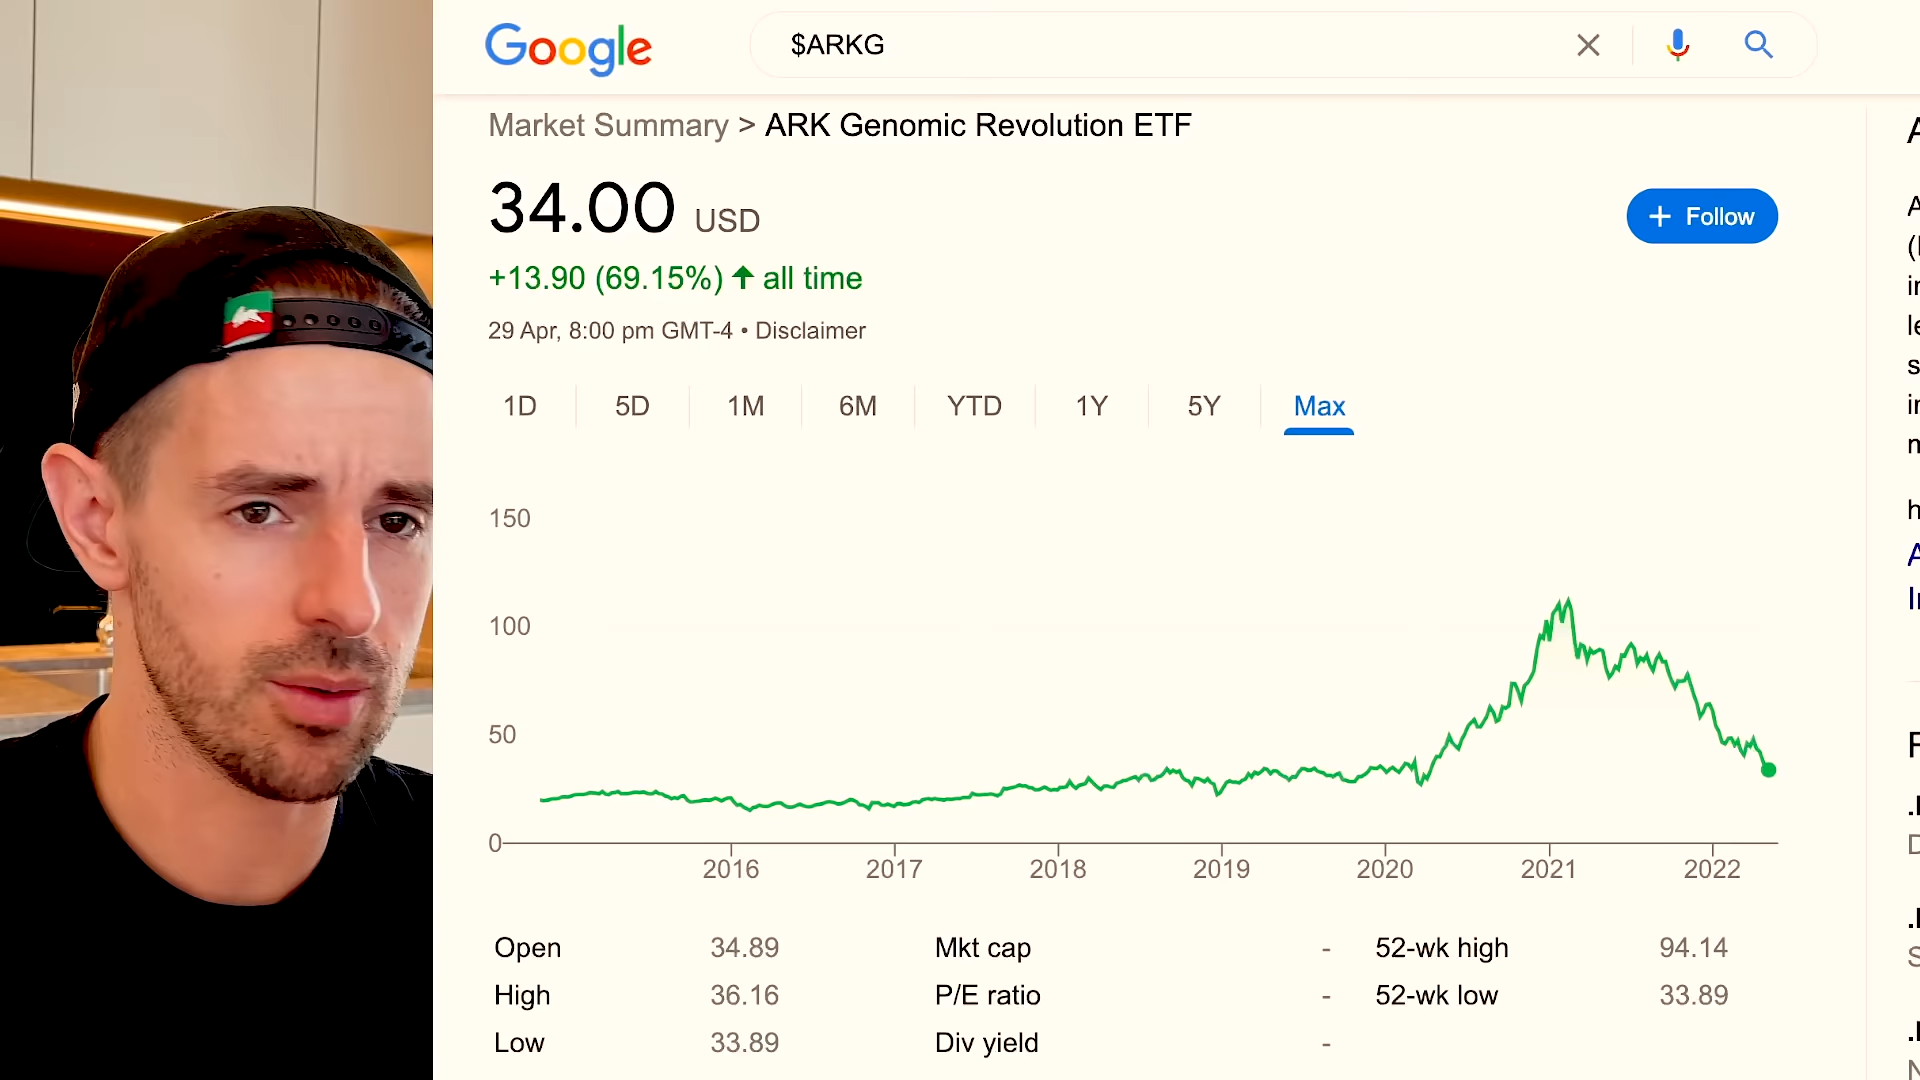 Google
$ARKG
Market Summary > ARK Genomic Revolution ETF
34.00 USD
+ Follow
+13.90 (69.15%) ↑ all time
29 Apr, 8:00 pm GMT-4 • Disclaimer
1D 5D 1M 6M YTD 1Y 5Y Max
150
100
50
0
2016 2017 2018 2019 2020 2021 2022
Open 34.89 Mkt cap - 52-wk high 94.14
High 36.16 P/E ratio - 52-wk low 33.89
Low 33.89 Div yield -